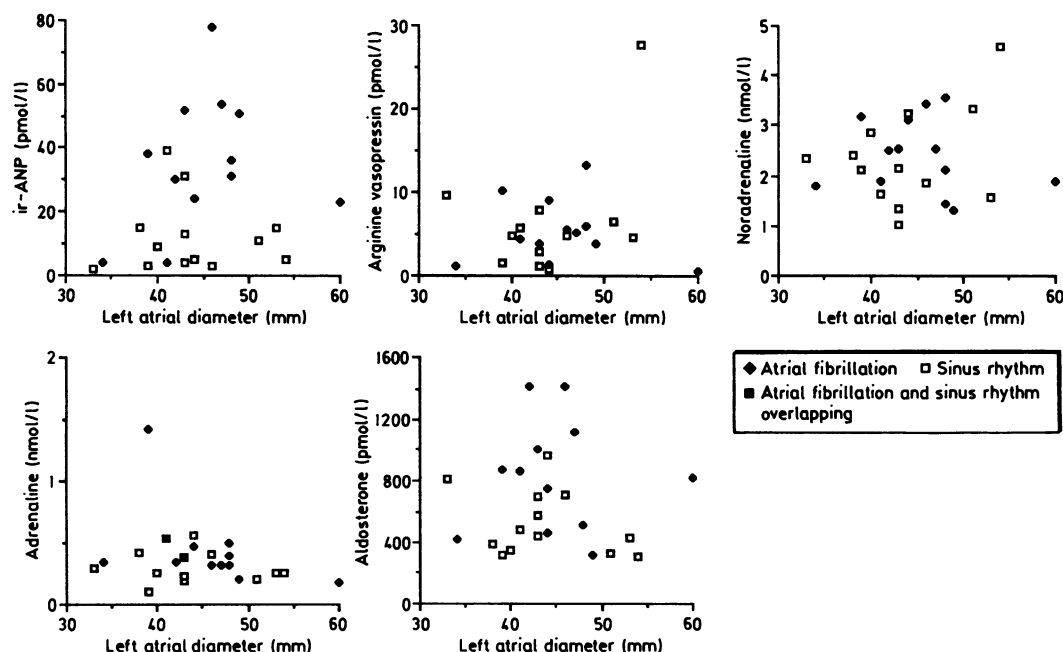 80
60
40
20
0
ir-ANP (pmol/l)
30 40 50 60
Left atrial diameter (mm)
30
20
10
0
Arginine vasopressin (pmol/l)
30 40 50 60
Left atrial diameter (mm)
5
4
3
2
1
0
Noradrenaline (nmol/l)
30 40 50 60
Left atrial diameter (mm)
2
1
0
Adrenaline (nmol/l)
30 40 50 60
Left atrial diameter (mm)
1600
1200
800
400
0
Aldosterone (pmol/l)
30 40 50 60
Left atrial diameter (mm)
Atrial fibrillation Sinus rhythm
Atrial fibrillation and sinus rhythm
overlapping